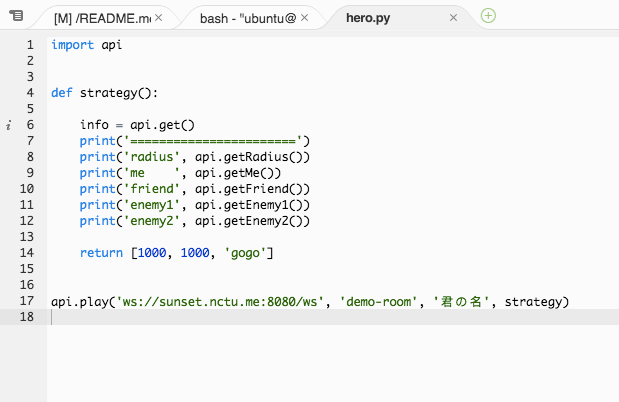 [M] /README.m
bash - "ubuntu@
hero.py
1 import api
2
3
4 def strategy():
5
6     info = api.get()
7     print('=======================')
8     print('radius', api.getRadius())
9     print('me    ', api.getMe())
10     print('friend', api.getFriend())
11     print('enemy1', api.getEnemy1())
12     print('enemy2', api.getEnemy2())
13
14     return [1000, 1000, 'gogo']
15
16
17 api.play('ws://sunset.nctu.me:8080/ws', 'demo-room', '君の名', strategy)
18